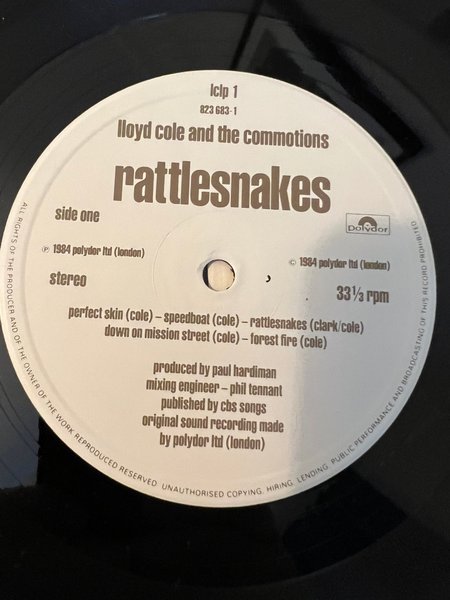 lclp 1
823 683-1
lloyd cole and the commotions
rattlesnakes
side one
polydor
℗ 1984 polydor ltd (london)
© 1984 polydor ltd (london)
stereo
33 1/3 rpm
perfect skin (cole) – speedboat (cole) – rattlesnakes (clark/cole)
down on mission street (cole) – forest fire (cole)
produced by paul hardiman
mixing engineer – phil tennant
published by cbs songs
original sound recording made
by polydor ltd (london)
ALL RIGHTS OF THE PRODUCER AND OF THE OWNER OF THE WORK REPRODUCED RESERVED. UNAUTHORISED COPYING. HIRING. LENDING. PUBLIC PERFORMANCE AND BROADCASTING OF THIS RECORD PROHIBITED